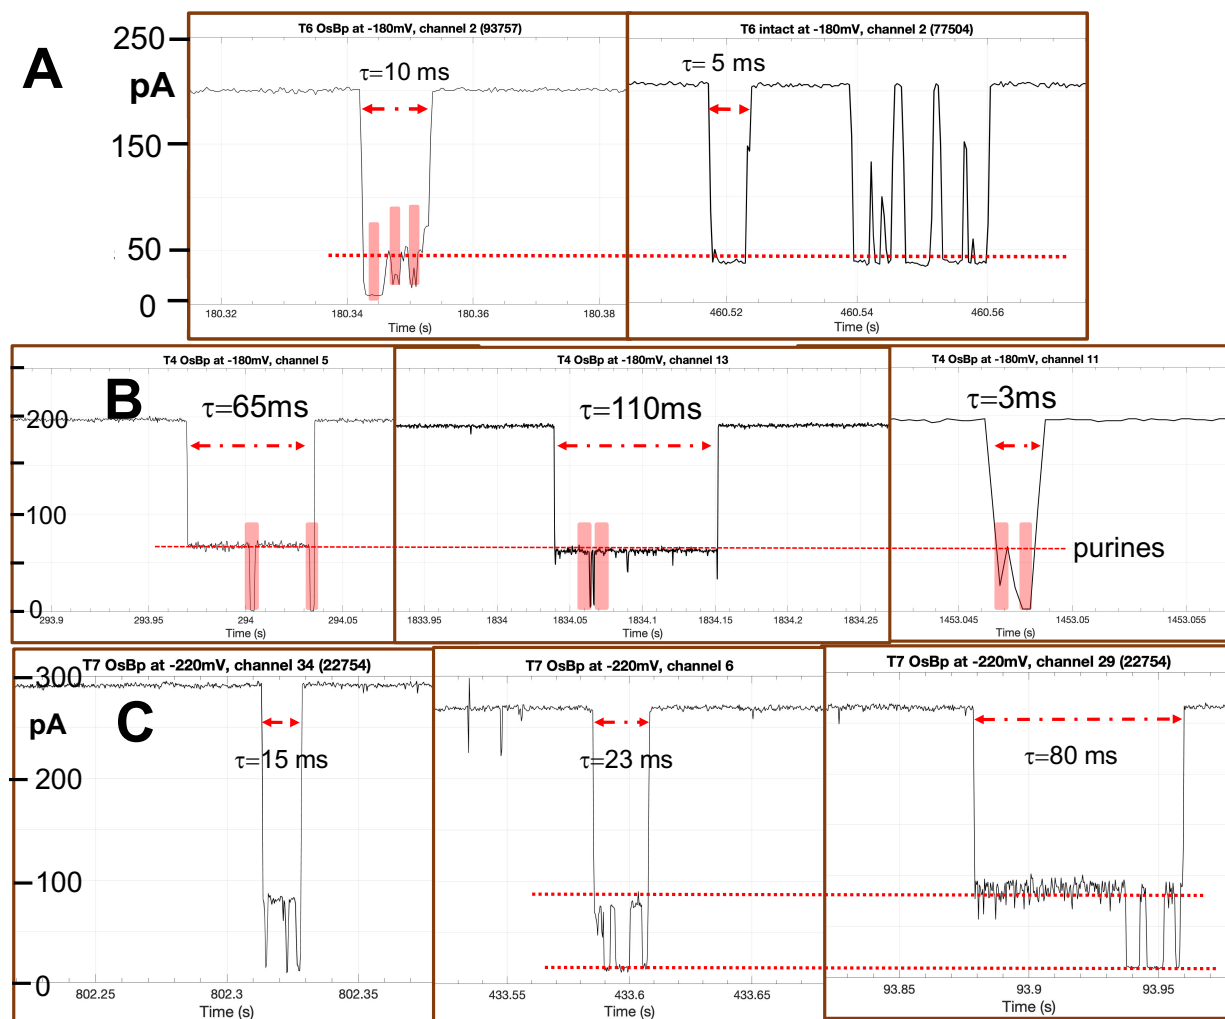 T6 OsBp at -180mV, channel 2 (93757)
T6 intact at -180mV, channel 2 (77504)
A
250
pA
150
50
0
τ=10 ms
τ= 5 ms
180.32
180.34
180.36
180.38
Time (s)
460.52
460.54
460.56
Time (s)
T4 OsBp at -180mV, channel 5
T4 OsBp at -180mV, channel 13
T4 OsBp at -180mV, channel 11
B
200
100
0
τ=65ms
τ=110ms
τ=3ms
purines
293.9
293.95
294
294.05
Time (s)
1833.95
1834
1834.05
1834.1
1834.15
1834.2
1834.25
Time (s)
1453.045
1453.05
1453.055
Time (s)
T7 OsBp at -220mV, channel 34 (22754)
T7 OsBp at -220mV, channel 6
T7 OsBp at -220mV, channel 29 (22754)
300
pA
C
200
100
0
τ=15 ms
τ=23 ms
τ=80 ms
802.25
802.3
802.35
Time (s)
433.55
433.6
433.65
Time (s)
93.85
93.9
93.95
Time (s)